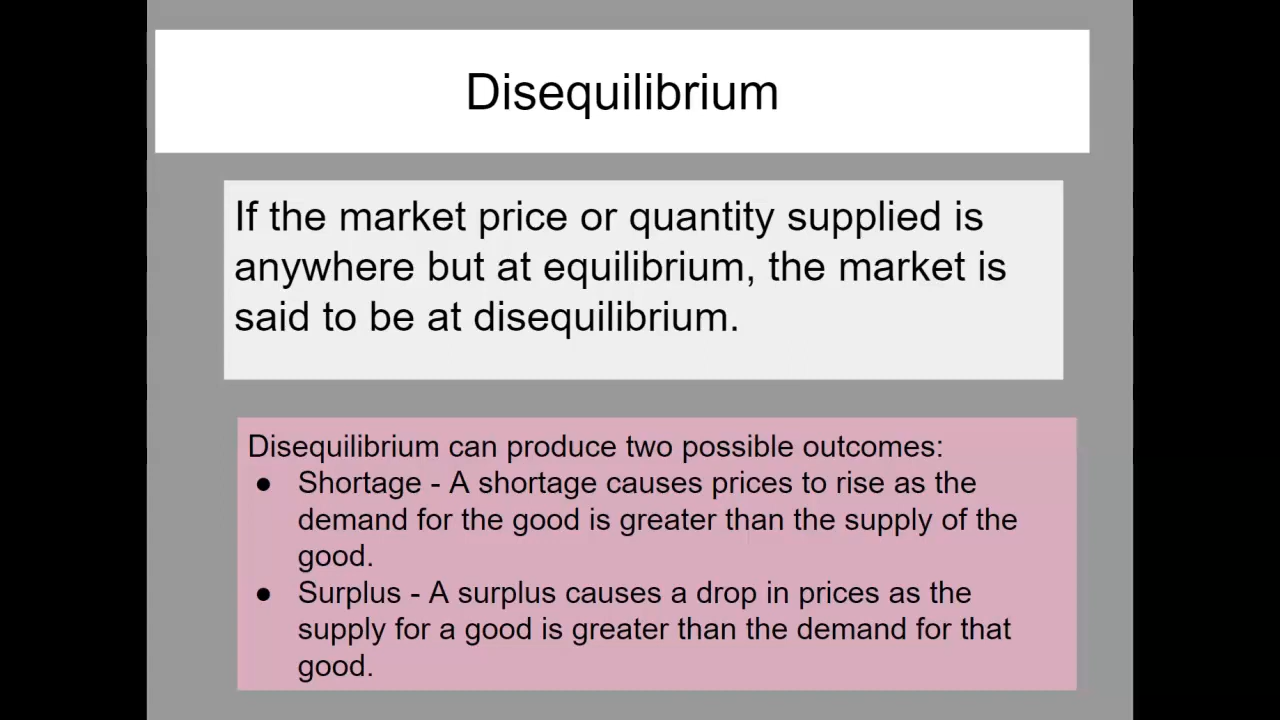 Disequilibrium
If the market price or quantity supplied is
anywhere but at equilibrium, the market is
said to be at disequilibrium.
Disequilibrium can produce two possible outcomes:
● Shortage - A shortage causes prices to rise as the
demand for the good is greater than the supply of the
good.
● Surplus - A surplus causes a drop in prices as the
supply for a good is greater than the demand for that
good.